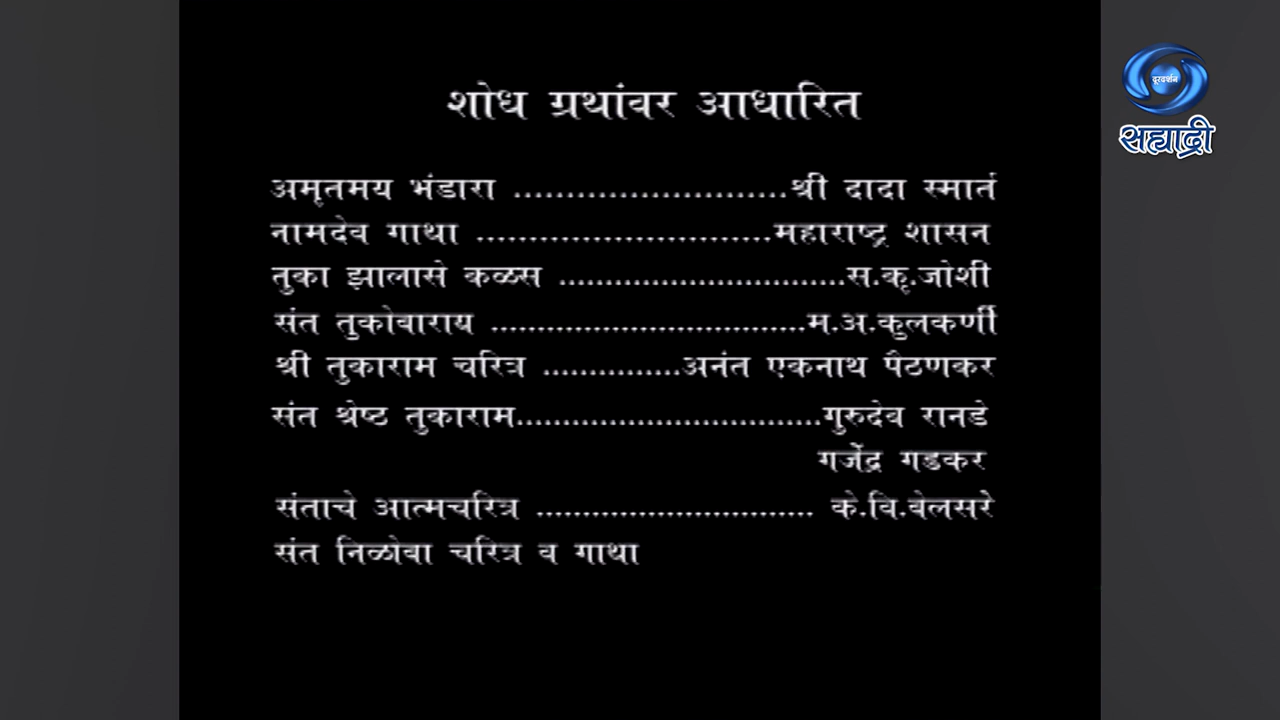 दूरदर्शन
सह्याद्री
शोध ग्रथांवर आधारित
अमृतमय भंडारा ..........................श्री दादा स्मार्त
नामदेव गाथा ............................महाराष्ट्र शासन
तुका झालासे कळस ...............................स.कृ.जोशी
संत तुकोबाराय ..................................म.अ.कुलकर्णी
श्री तुकाराम चरित्र ...............अनंत एकनाथ पैठणकर
संत श्रेष्ठ तुकाराम.................................गुरुदेव रानडे
गर्जेद्र गडकर
संताचे आत्मचरित्र .............................. के.वि.बेलसरे
संत निळोबा चरित्र व गाथा